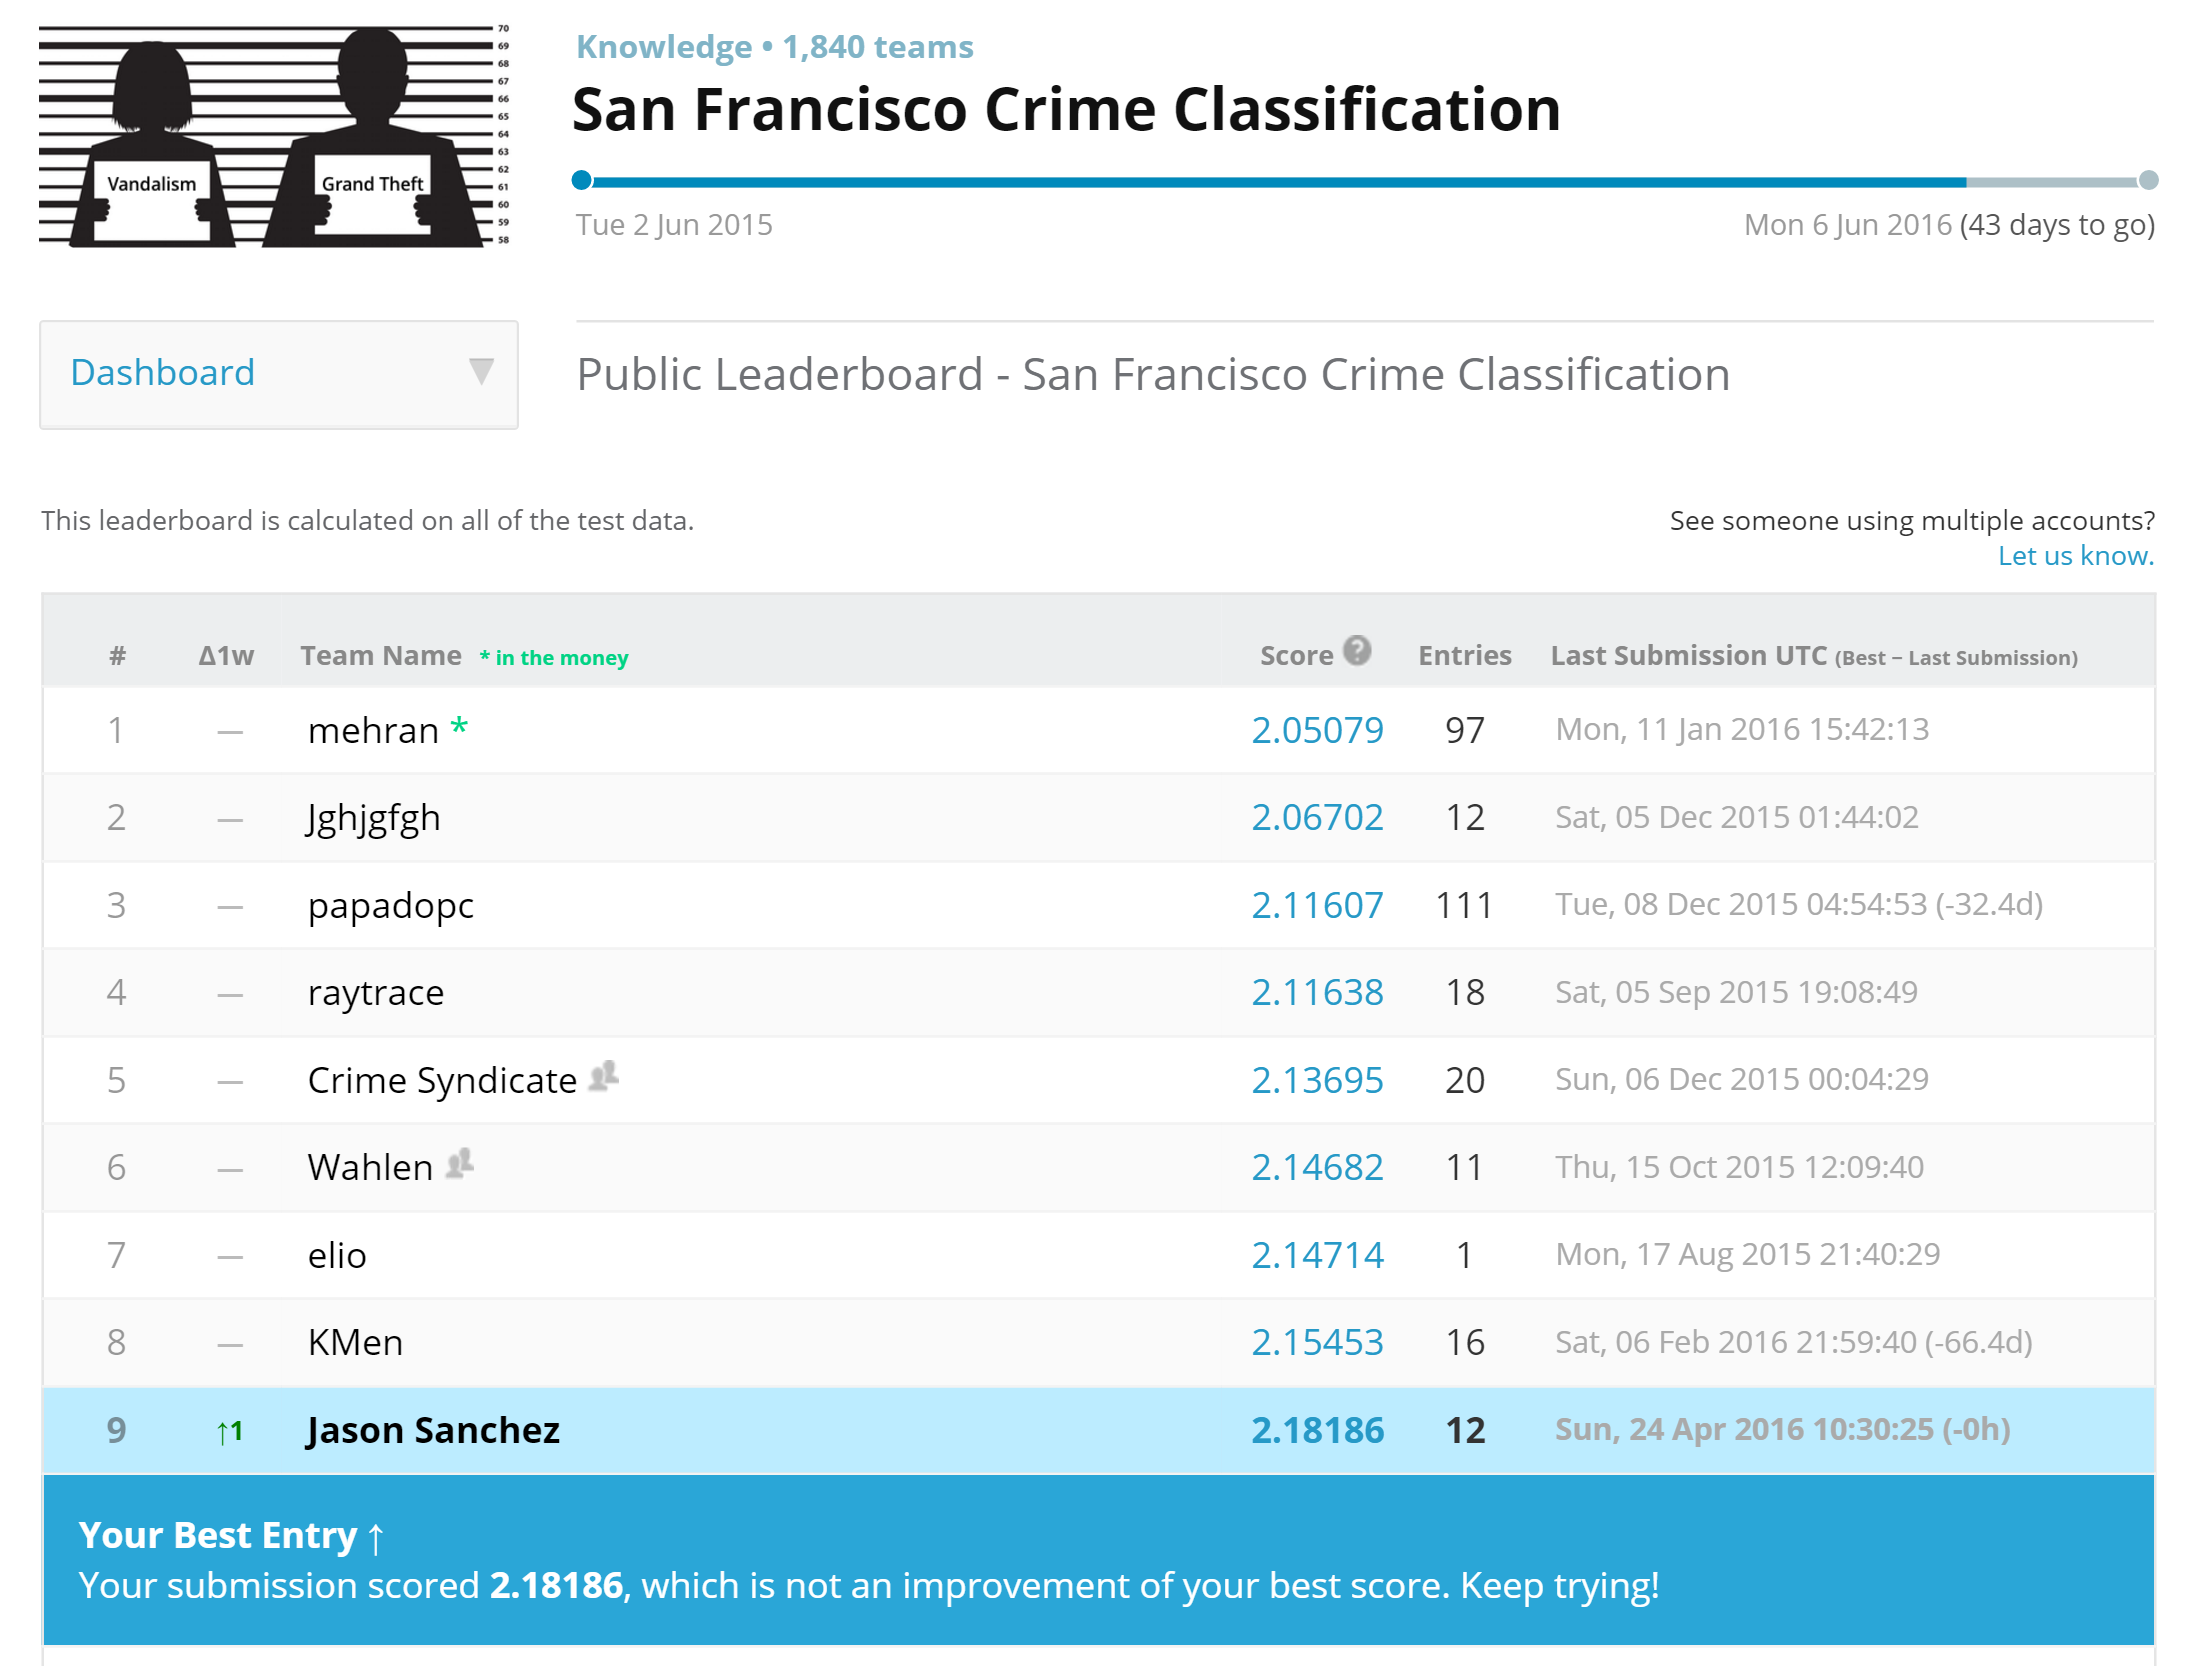 70
69
68
67
66
65
64
63
62
61
60
59
58
Vandalism
Grand Theft
Knowledge • 1,840 teams
San Francisco Crime Classification
Tue 2 Jun 2015
Mon 6 Jun 2016 (43 days to go)
Dashboard ▼
Public Leaderboard - San Francisco Crime Classification
This leaderboard is calculated on all of the test data.
See someone using multiple accounts?
Let us know.
# Δ1w Team Name * in the money Score ? Entries Last Submission UTC (Best − Last Submission)
1 — mehran * 2.05079 97 Mon, 11 Jan 2016 15:42:13
2 — Jghjgfgh 2.06702 12 Sat, 05 Dec 2015 01:44:02
3 — papadopc 2.11607 111 Tue, 08 Dec 2015 04:54:53 (-32.4d)
4 — raytrace 2.11638 18 Sat, 05 Sep 2015 19:08:49
5 — Crime Syndicate 2.13695 20 Sun, 06 Dec 2015 00:04:29
6 — Wahlen 2.14682 11 Thu, 15 Oct 2015 12:09:40
7 — elio 2.14714 1 Mon, 17 Aug 2015 21:40:29
8 — KMen 2.15453 16 Sat, 06 Feb 2016 21:59:40 (-66.4d)
9 ↑1 Jason Sanchez 2.18186 12 Sun, 24 Apr 2016 10:30:25 (-0h)
Your Best Entry ↑
Your submission scored 2.18186, which is not an improvement of your best score. Keep trying!